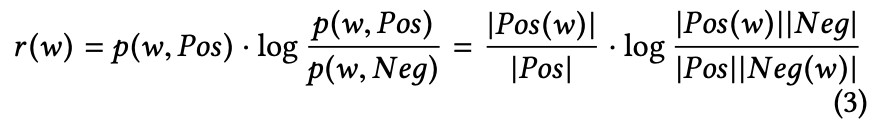 r(w) = p(w, Pos) · log p(w, Pos) / p(w, Neg) = |Pos(w)| / |Pos| · log |Pos(w)||Neg| / |Pos||Neg(w)|
(3)